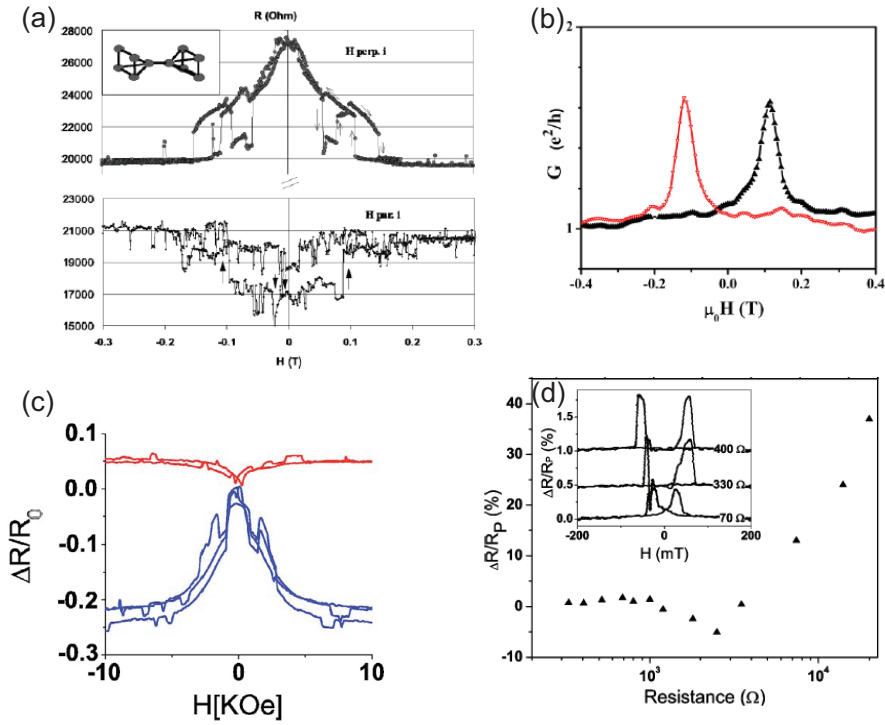 (a)
R (Ohm)
28000
26000
24000
22000
20000
H perp. i
23000
21000
19000
17000
15000
H par. i
-0.3
-0.2
-0.1
0
0.1
0.2
0.3
H (T)
(b)
2
1
G (e²/h)
-0.4
-0.2
0.0
0.2
0.4
μ₀H (T)
(c)
0.1
0.0
-0.1
-0.2
-0.3
ΔR/R₀
-10
0
10
H[KOe]
(d)
40
30
20
10
0
-10
ΔR/R_P (%)
1.5
1.0
0.5
0.0
ΔR/R_P (%)
400 Ω
330 Ω
70 Ω
-200
0
200
H (mT)
10³
10⁴
Resistance (Ω)